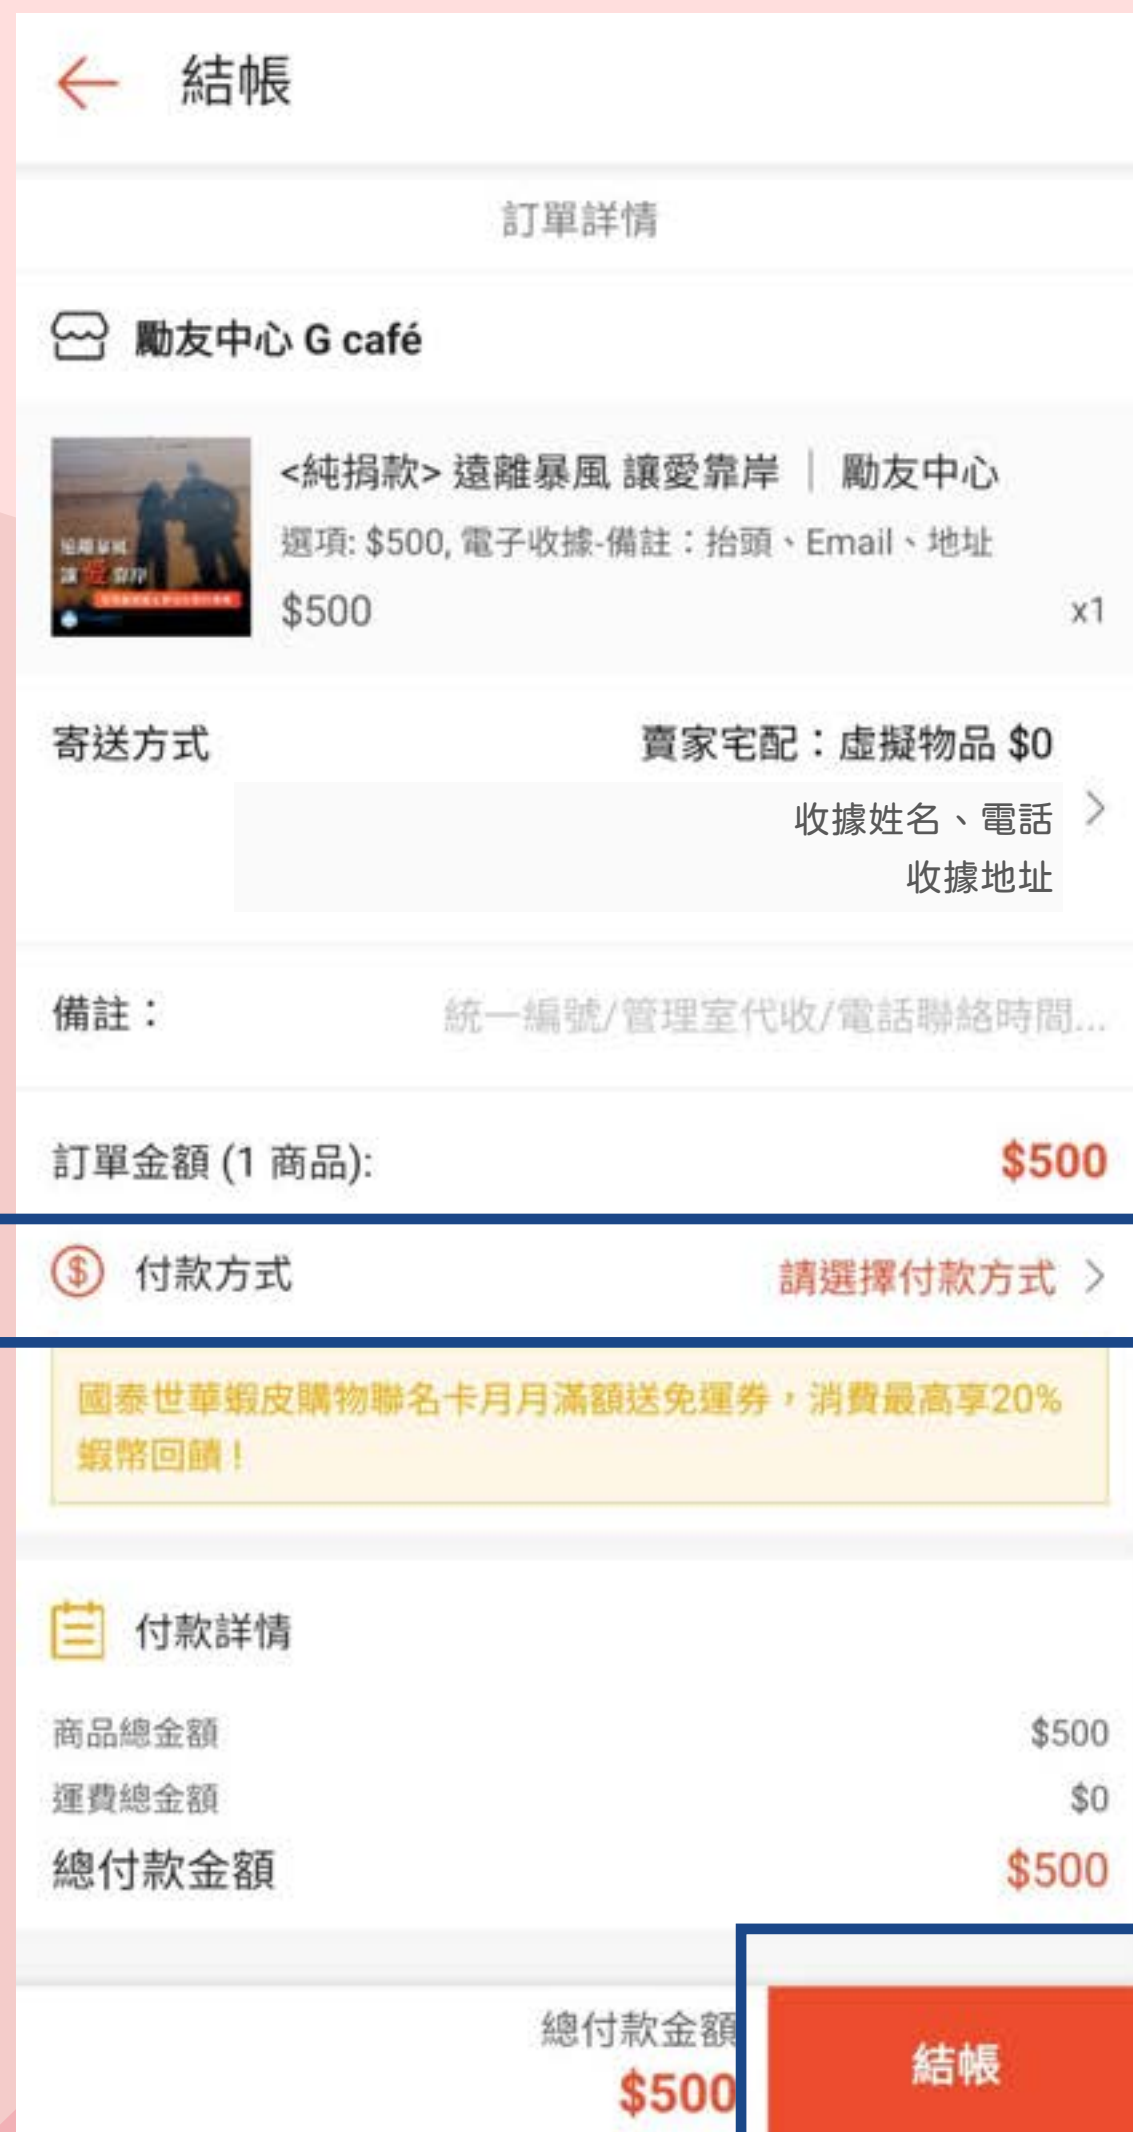 結帳
訂單詳情
勵友中心 G café
<純捐款> 遠離暴風 讓愛靠岸 ｜ 勵友中心
選項: $500, 電子收據-備註：抬頭、Email、地址
$500 x1
遠離暴風
讓 愛 靠岸
寄送方式 賣家宅配：虛擬物品 $0
收據姓名、電話
收據地址
備註： 統一編號/管理室代收/電話聯絡時間...
訂單金額 (1 商品): $500
付款方式 請選擇付款方式
國泰世華蝦皮購物聯名卡月月滿額送免運券，消費最高享20%
蝦幣回饋！
付款詳情
商品總金額 $500
運費總金額 $0
總付款金額 $500
總付款金額
$500
結帳